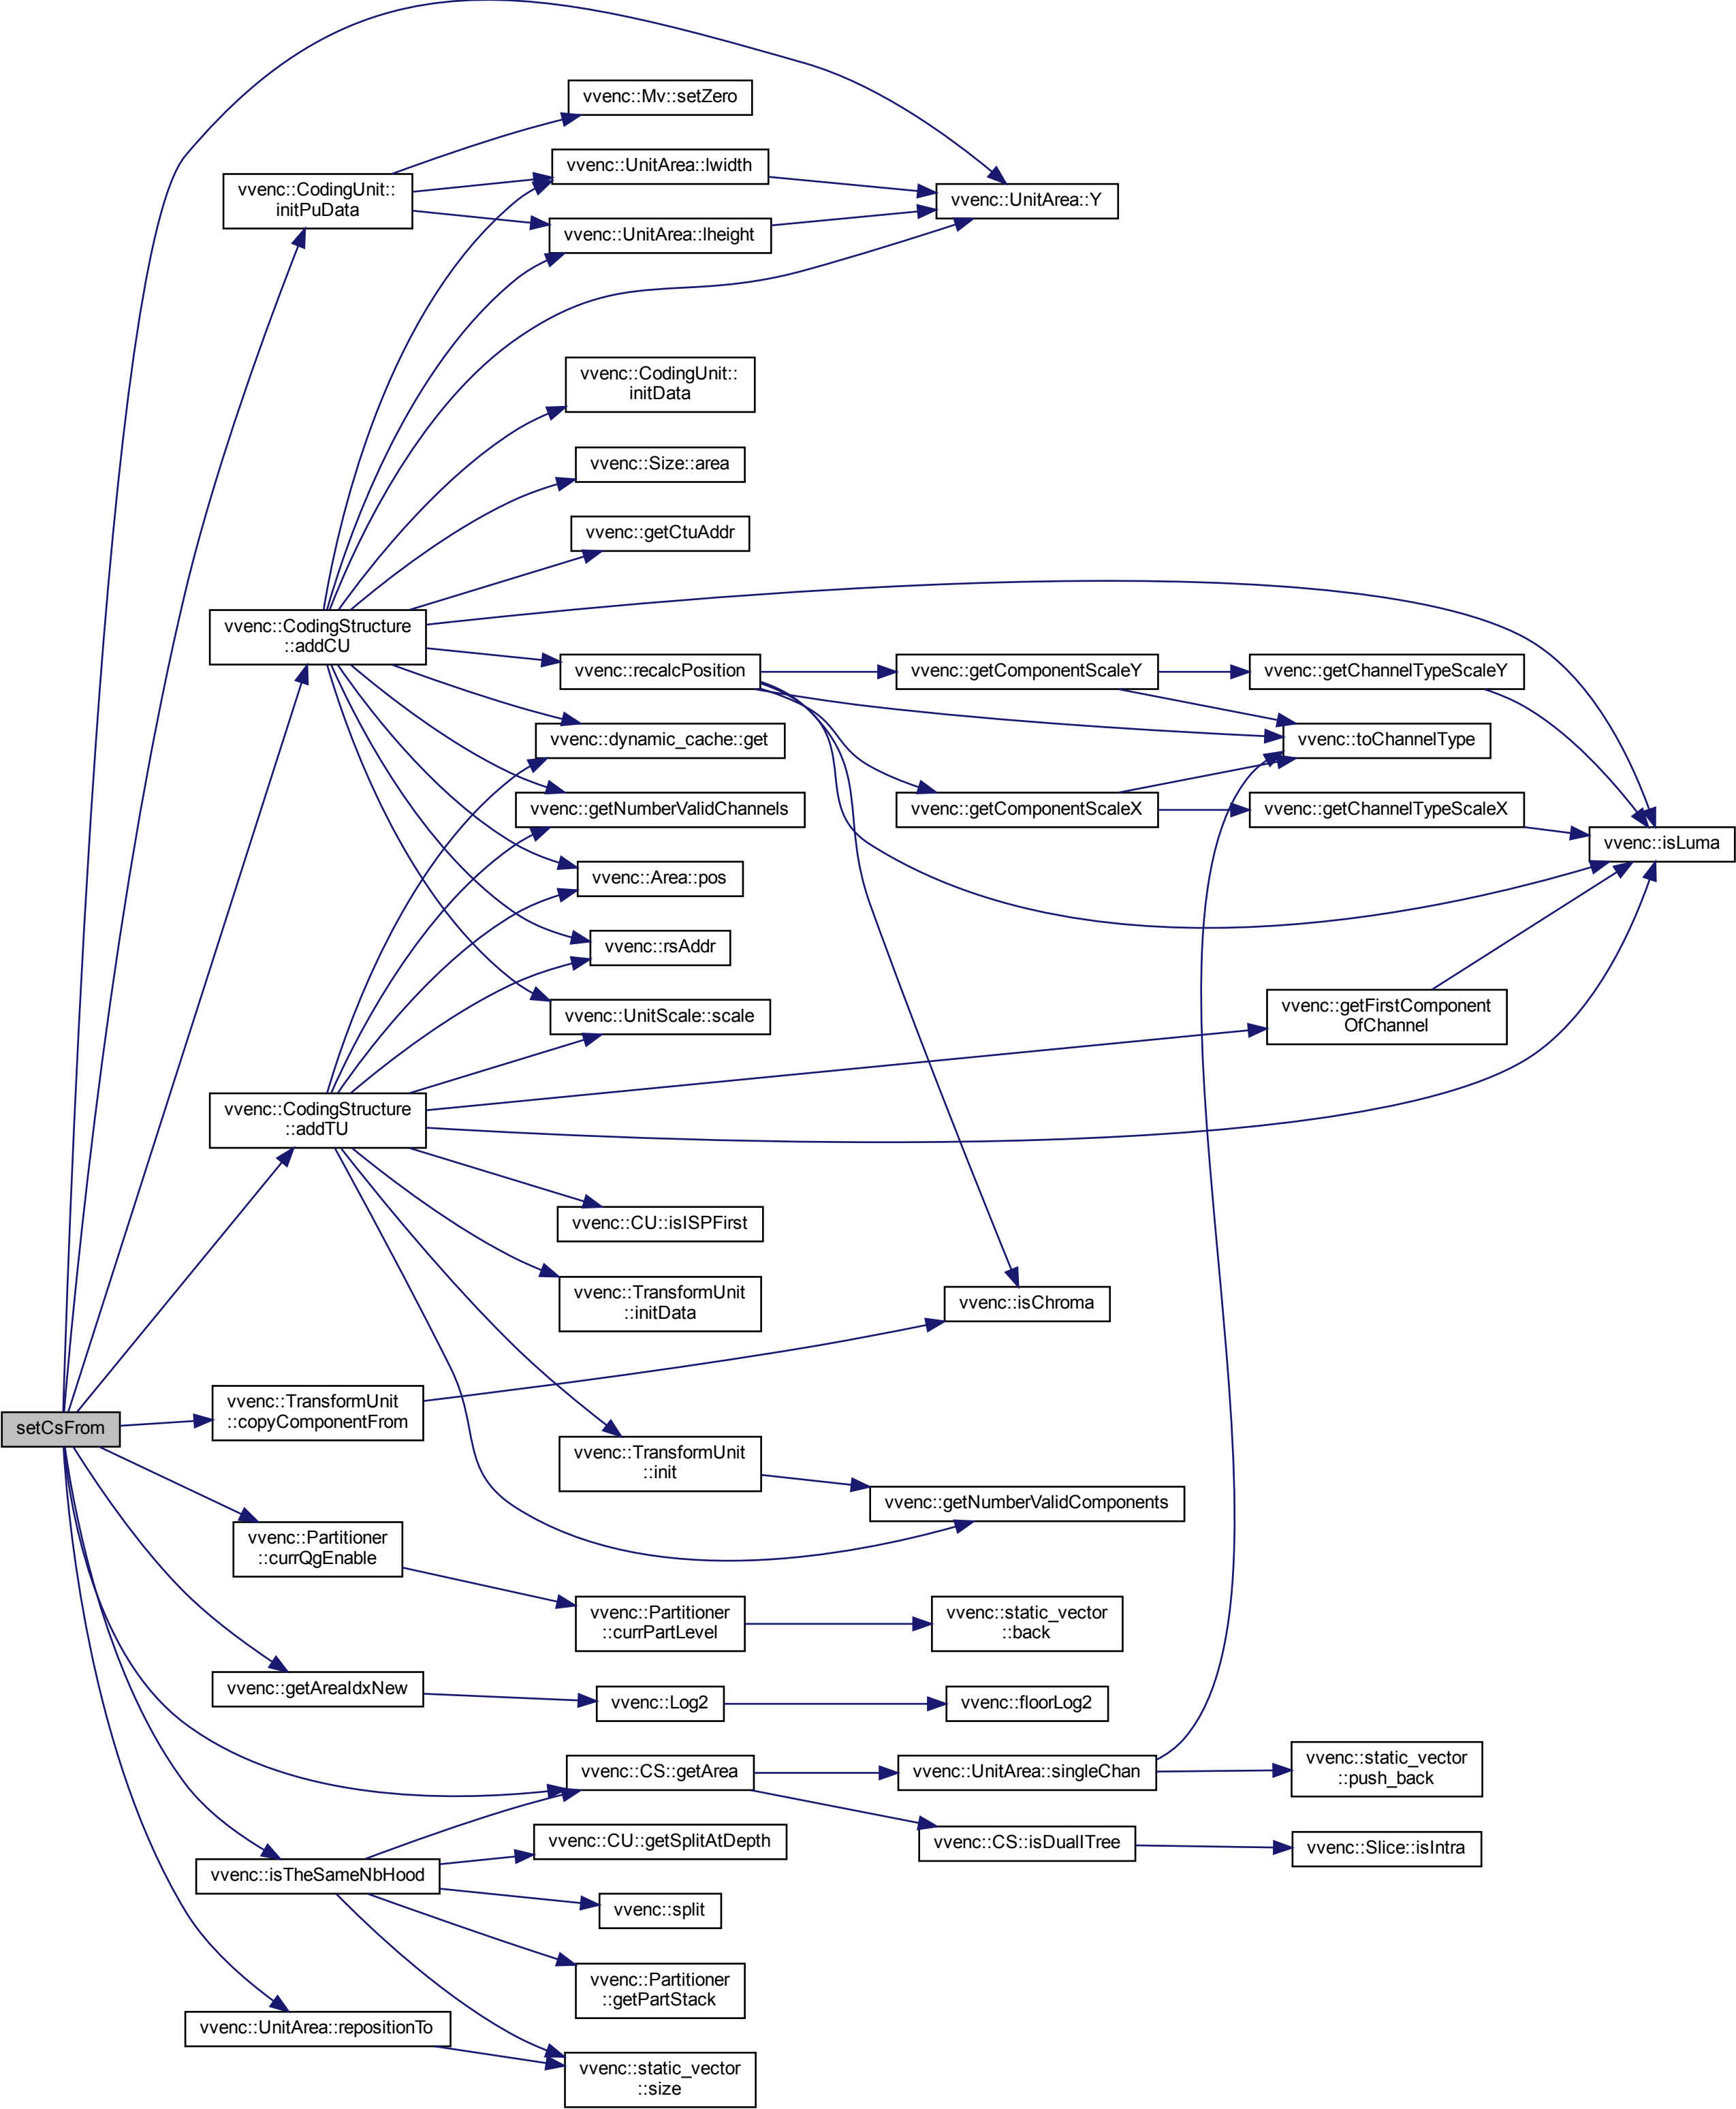 vvenc::Mv::setZero
vvenc::UnitArea::lwidth
vvenc::CodingUnit::
initPuData
vvenc::UnitArea::Y
vvenc::UnitArea::lheight
vvenc::CodingUnit::
initData
vvenc::Size::area
vvenc::getCtuAddr
vvenc::CodingStructure
::addCU
vvenc::recalcPosition
vvenc::getComponentScaleY
vvenc::getChannelTypeScaleY
vvenc::dynamic_cache::get
vvenc::toChannelType
vvenc::getNumberValidChannels
vvenc::getComponentScaleX
vvenc::getChannelTypeScaleX
vvenc::isLuma
vvenc::Area::pos
vvenc::rsAddr
vvenc::UnitScale::scale
vvenc::getFirstComponent
OfChannel
vvenc::CodingStructure
::addTU
vvenc::CU::isISPFirst
vvenc::TransformUnit
::initData
vvenc::isChroma
setCsFrom
vvenc::TransformUnit
::copyComponentFrom
vvenc::TransformUnit
::init
vvenc::getNumberValidComponents
vvenc::Partitioner
::currQgEnable
vvenc::Partitioner
::currPartLevel
vvenc::static_vector
::back
vvenc::getAreaIdxNew
vvenc::Log2
vvenc::floorLog2
vvenc::CS::getArea
vvenc::UnitArea::singleChan
vvenc::static_vector
::push_back
vvenc::CU::getSplitAtDepth
vvenc::CS::isDualITree
vvenc::Slice::isIntra
vvenc::isTheSameNbHood
vvenc::split
vvenc::Partitioner
::getPartStack
vvenc::UnitArea::repositionTo
vvenc::static_vector
::size